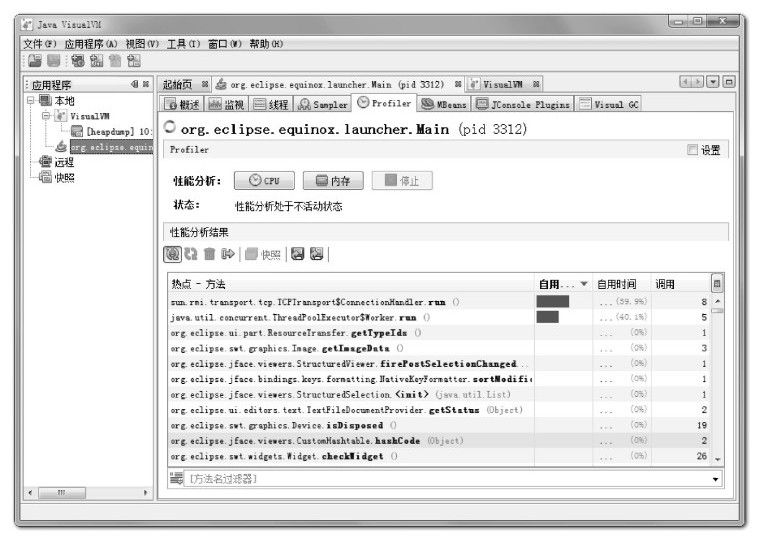 Java VisualVM
文件(F) 应用程序(A) 视图(V) 工具(T) 窗口(W) 帮助(H)
应用程序
本地
VisualVM
[heapdump] 10:
org.eclipse.equin
远程
快照
起始页 org.eclipse.equinox.launcher.Main (pid 3312) VisualVM
概述 监视 线程 Sampler Profiler MBeans JConsole Plugins Visual GC
org.eclipse.equinox.launcher.Main (pid 3312)
Profiler 设置
性能分析: CPU 内存 停止
状态: 性能分析处于不活动状态
性能分析结果
快照
热点 - 方法 自用... 自用时间 调用
sun.rmi.transport.tcp.TCPTransport$ConnectionHandler.run () ... (59.9%) 8
java.util.concurrent.ThreadPoolExecutor$Worker.run () ... (40.1%) 5
org.eclipse.ui.part.ResourceTransfer.getTypeIds () ... (0%) 1
org.eclipse.swt.graphics.Image.getImageData () ... (0%) 3
org.eclipse.jface.viewers.StructuredViewer.firePostSelectionChanged... ... (0%) 1
org.eclipse.jface.bindings.keys.formatting.NativeKeyFormatter.sortModifi ... (0%) 1
org.eclipse.jface.viewers.StructuredSelection.<init> (java.util.List) ... (0%) 1
org.eclipse.ui.editors.text.TextFileDocumentProvider.getStatus (Object) ... (0%) 2
org.eclipse.swt.graphics.Device.isDisposed () ... (0%) 19
org.eclipse.jface.viewers.CustomHashtable.hashCode (Object) ... (0%) 2
org.eclipse.swt.widgets.Widget.checkWidget () ... (0%) 26
[方法名过滤器]